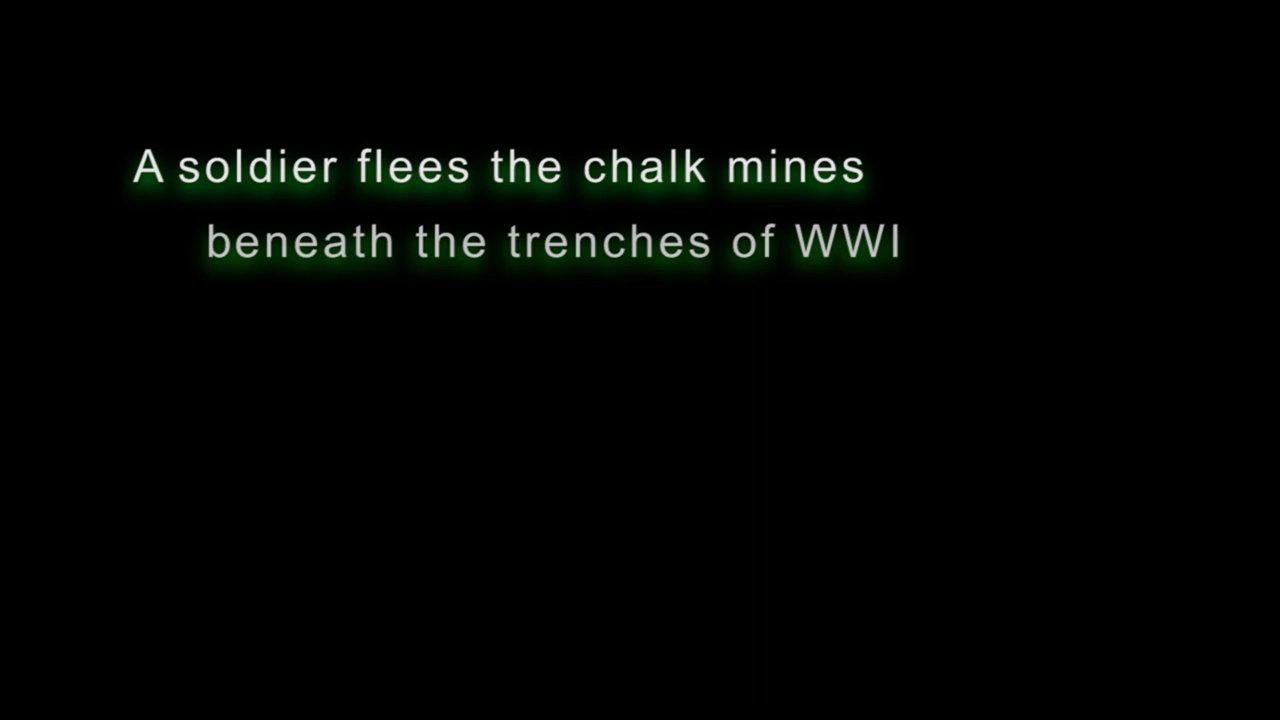 A soldier flees the chalk mines
beneath the trenches of WWI